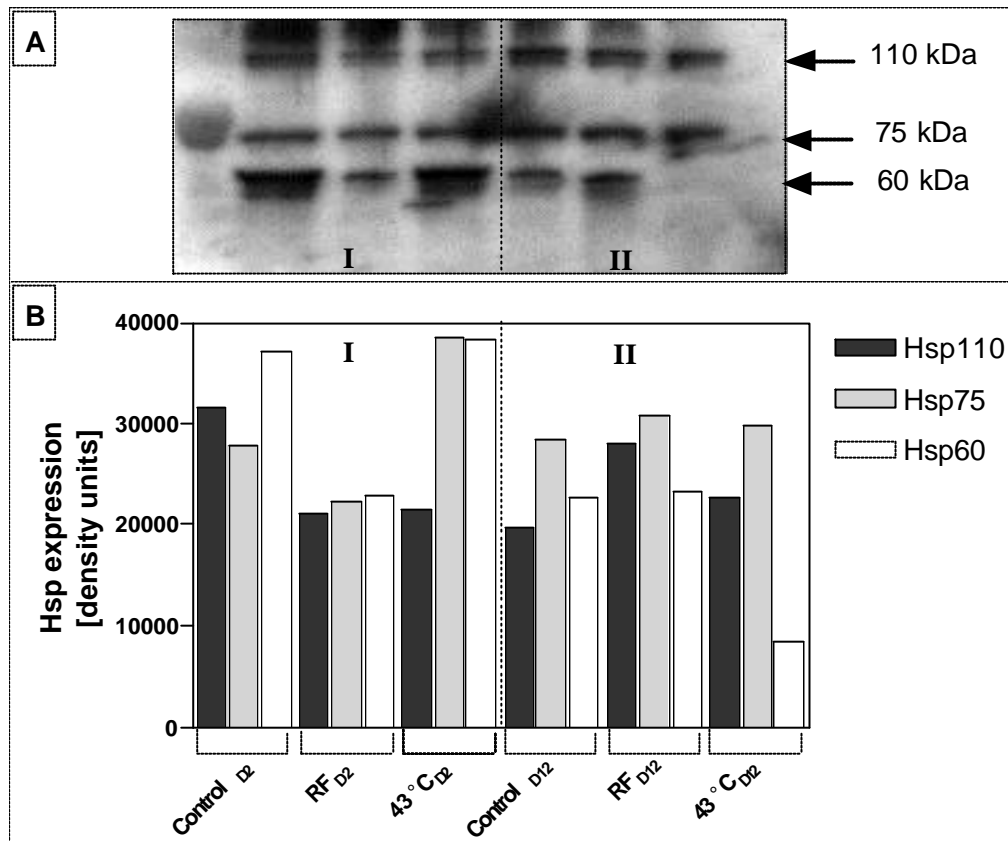 A
110 kDa
75 kDa
60 kDa
I
II
B
40000
30000
20000
10000
0
Hsp expression
[density units]
I
II
Hsp110
Hsp75
Hsp60
Control D2
RF D2
43°C D2
Control D12
RF D12
43°C D12